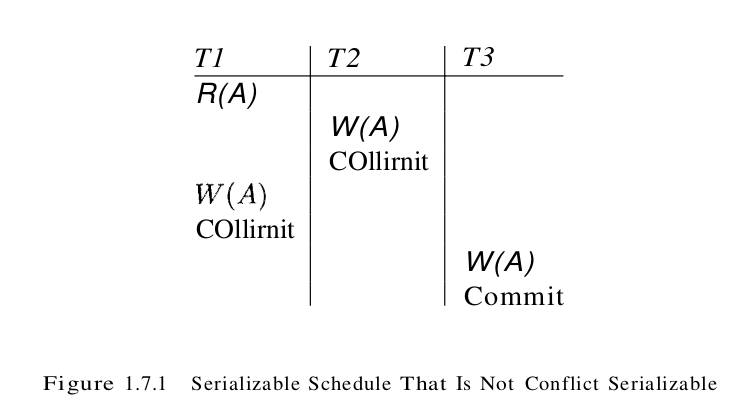 T1 T2 T3
R(A)
W(A)
COllirnit
W(A)
COllirnit
W(A)
Commit
Figure 1.7.1 Serializable Schedule That Is Not Conflict Serializable